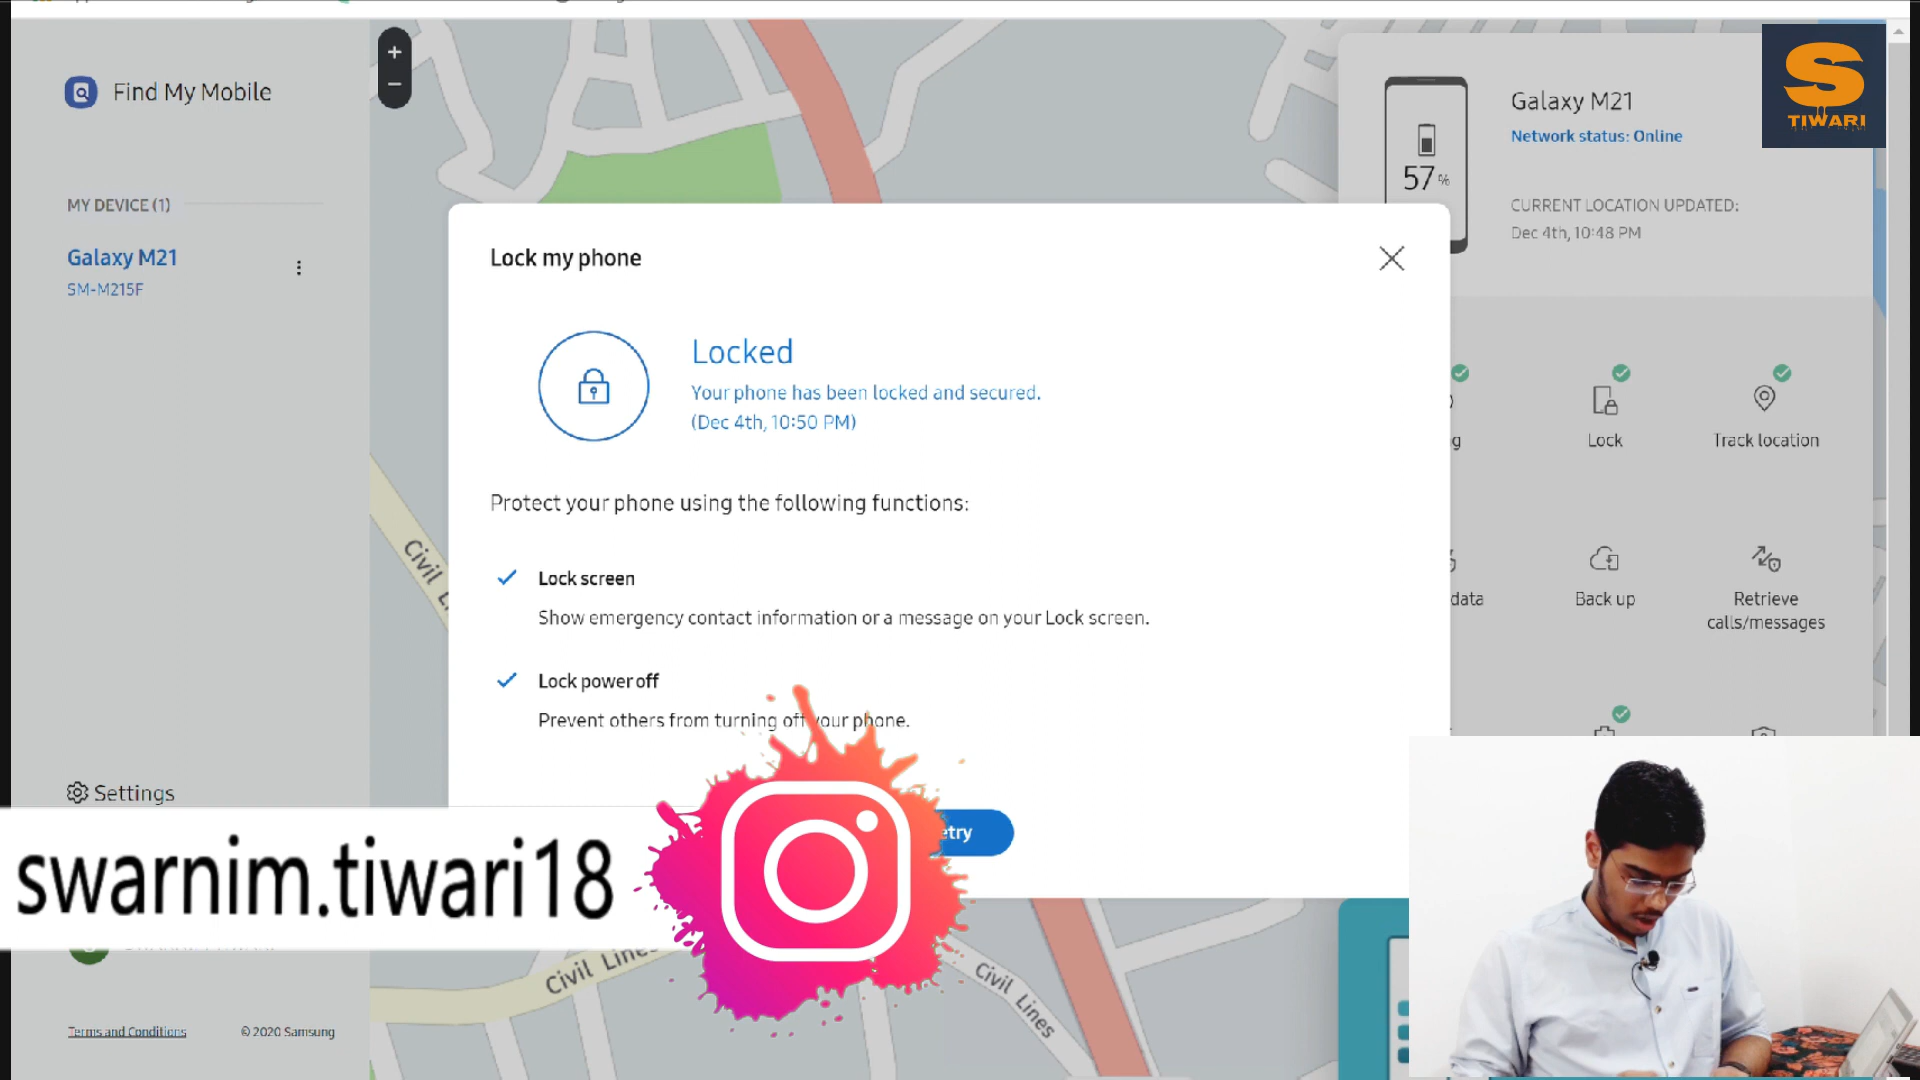 Find My Mobile
MY DEVICE (1)
Galaxy M21
SM-M215F
Settings
Terms and Conditions
© 2020 Samsung
+
−
Lock my phone
Locked
Your phone has been locked and secured.
(Dec 4th, 10:50 PM)
Protect your phone using the following functions:
Lock screen
Show emergency contact information or a message on your Lock screen.
Lock power off
Prevent others from turning off your phone.
etry
Galaxy M21
Network status: Online
57%
CURRENT LOCATION UPDATED:
Dec 4th, 10:48 PM
S
TIWARI
g
Lock
Track location
data
Back up
Retrieve
calls/messages
swarnim.tiwari18
Civil
Civil Lines
Civil Lines